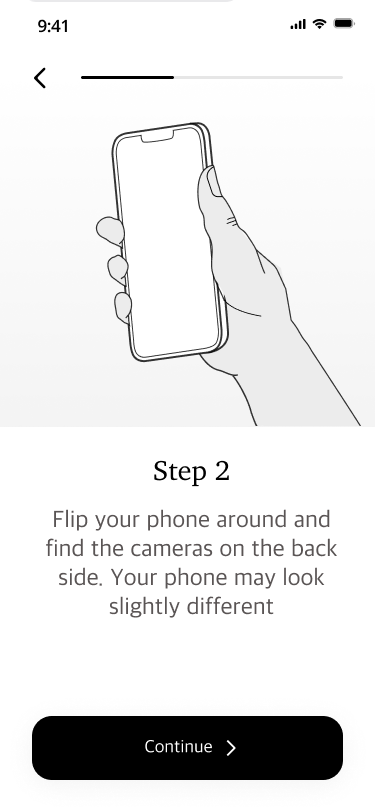 9:41
Step 2
Flip your phone around and
find the cameras on the back
side. Your phone may look
slightly different
Continue